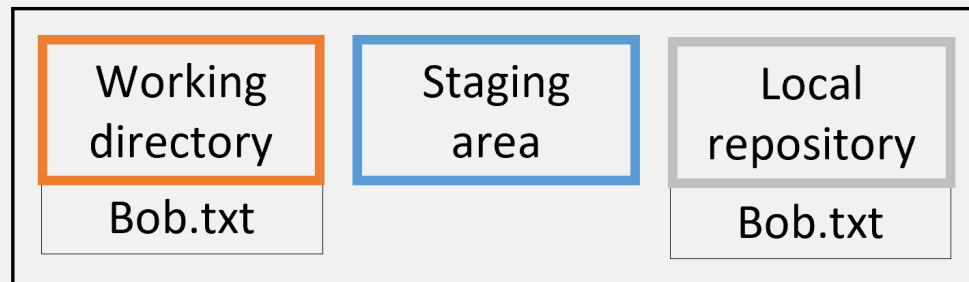 Working
directory
Staging
area
Local
repository
Bob.txt
Bob.txt